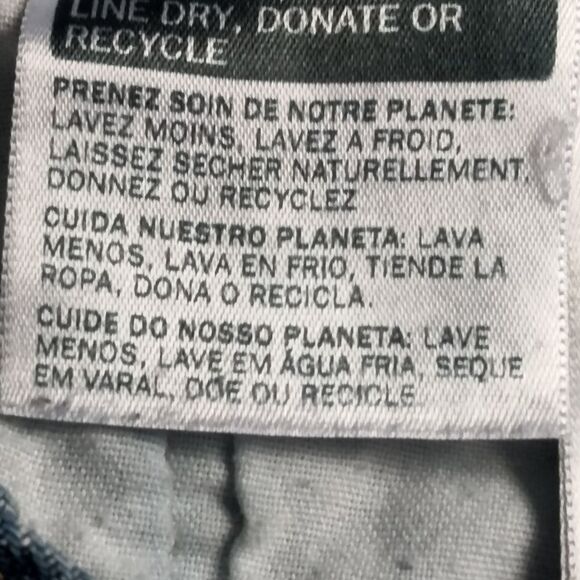 LINE DRY, DONATE OR
RECYCLE
PRENEZ SOIN DE NOTRE PLANETE:
LAVEZ MOINS, LAVEZ A FROID,
LAISSEZ SECHER NATURELLEMENT,
DONNEZ OU RECYCLEZ
CUIDA NUESTRO PLANETA: LAVA
MENOS, LAVA EN FRIO, TIENDE LA
ROPA, DONA O RECICLA.
CUIDE DO NOSSO PLANETA: LAVE
MENOS, LAVE EM ÁGUA FRIA, SEQUE
EM VARAL, DOE OU RECICLE